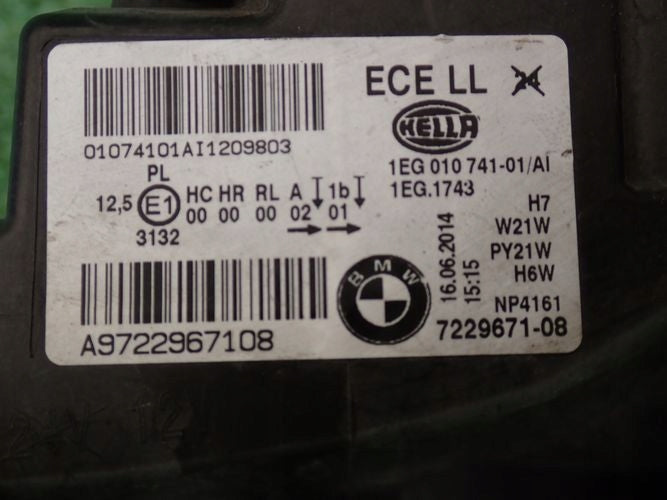 ECE LL 24
01074101AI1209803
HELLA
PL
1EG 010 741-01/AI
1EG.1743
12,5 E1 HC HR RL A 1b
00 00 00 02 01
3132
H7
W21W
PY21W
H6W
16.06.2014
15:15
BMW
NP4161
A9722967108
7229671-08
12V